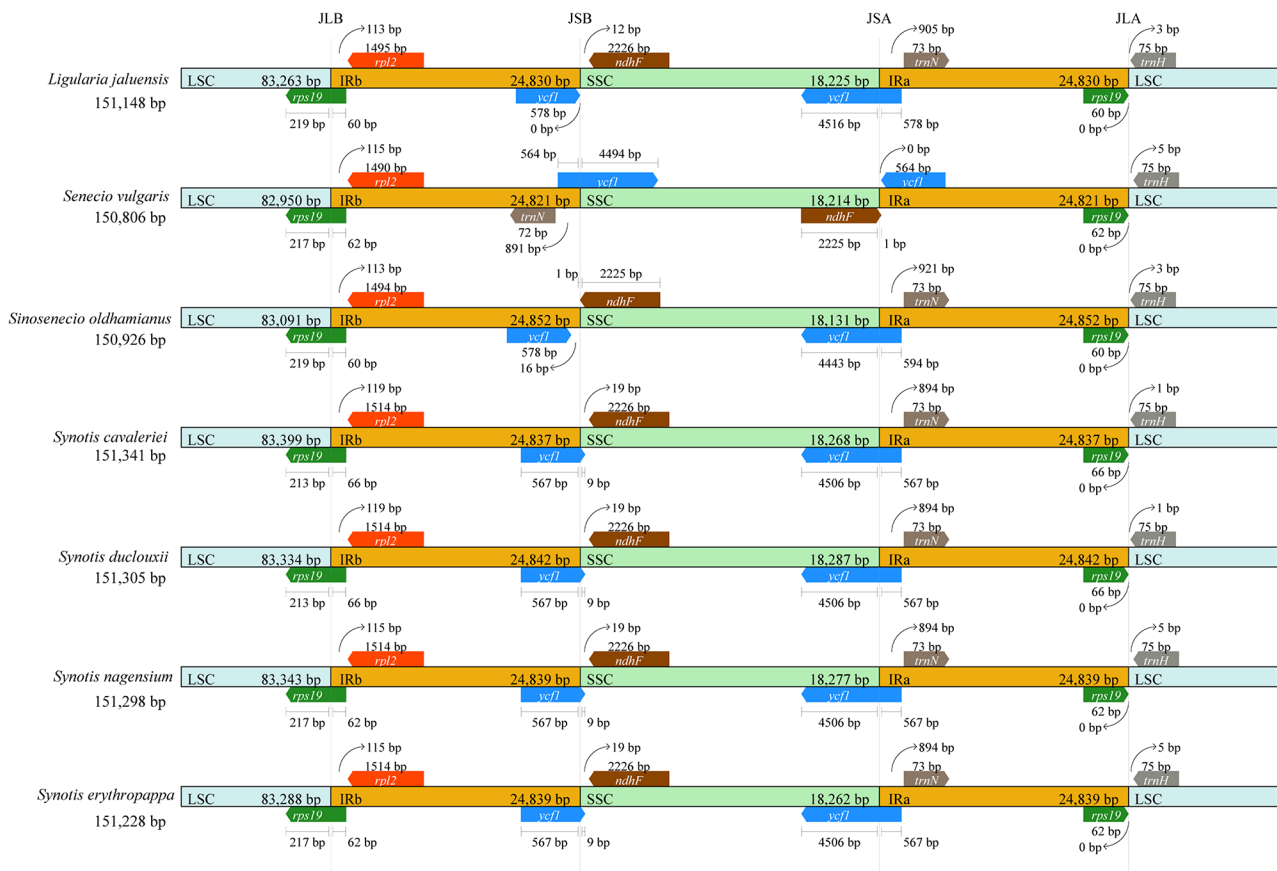 JLB JSB JSA JLA
113 bp 12 bp 905 bp 3 bp
1495 bp 2226 bp 73 bp 75 bp
rpl2 ndhF trnN trnH
Ligularia jaluensis LSC 83,263 bp IRb 24,830 bp SSC 18,225 bp IRa 24,830 bp LSC
151,148 bp rps19 ycf1 ycf1 rps19
578 bp 60 bp
219 bp 60 bp 0 bp 4516 bp 578 bp 0 bp
115 bp 564 bp 4494 bp 0 bp 5 bp
1490 bp 564 bp 75 bp
rpl2 ycf1 ycf1 trnH
Senecio vulgaris LSC 82,950 bp IRb 24,821 bp SSC 18,214 bp IRa 24,821 bp LSC
150,806 bp rps19 trnN ndhF rps19
72 bp 62 bp
217 bp 62 bp 891 bp 2225 bp 1 bp 0 bp
113 bp 1 bp 2225 bp 921 bp 3 bp
1494 bp 73 bp 75 bp
rpl2 ndhF trnN trnH
Sinosenecio oldhamianus LSC 83,091 bp IRb 24,852 bp SSC 18,131 bp IRa 24,852 bp LSC
150,926 bp rps19 ycf1 ycf1 rps19
578 bp 60 bp
219 bp 60 bp 16 bp 4443 bp 594 bp 0 bp
119 bp 19 bp 894 bp 1 bp
1514 bp 2226 bp 73 bp 75 bp
rpl2 ndhF trnN trnH
Synotis cavaleriei LSC 83,399 bp IRb 24,837 bp SSC 18,268 bp IRa 24,837 bp LSC
151,341 bp rps19 ycf1 ycf1 rps19
66 bp
213 bp 66 bp 567 bp 9 bp 4506 bp 567 bp 0 bp
119 bp 19 bp 894 bp 1 bp
1514 bp 2226 bp 73 bp 75 bp
rpl2 ndhF trnN trnH
Synotis duclouxii LSC 83,334 bp IRb 24,842 bp SSC 18,287 bp IRa 24,842 bp LSC
151,305 bp rps19 ycf1 ycf1 rps19
66 bp
213 bp 66 bp 567 bp 9 bp 4506 bp 567 bp 0 bp
115 bp 19 bp 894 bp 5 bp
1514 bp 2226 bp 73 bp 75 bp
rpl2 ndhF trnN trnH
Synotis nagensium LSC 83,343 bp IRb 24,839 bp SSC 18,277 bp IRa 24,839 bp LSC
151,298 bp rps19 ycf1 ycf1 rps19
62 bp
217 bp 62 bp 567 bp 9 bp 4506 bp 567 bp 0 bp
115 bp 19 bp 894 bp 5 bp
1514 bp 2226 bp 73 bp 75 bp
rpl2 ndhF trnN trnH
Synotis erythropappa LSC 83,288 bp IRb 24,839 bp SSC 18,262 bp IRa 24,839 bp LSC
151,228 bp rps19 ycf1 ycf1 rps19
62 bp
217 bp 62 bp 567 bp 9 bp 4506 bp 567 bp 0 bp